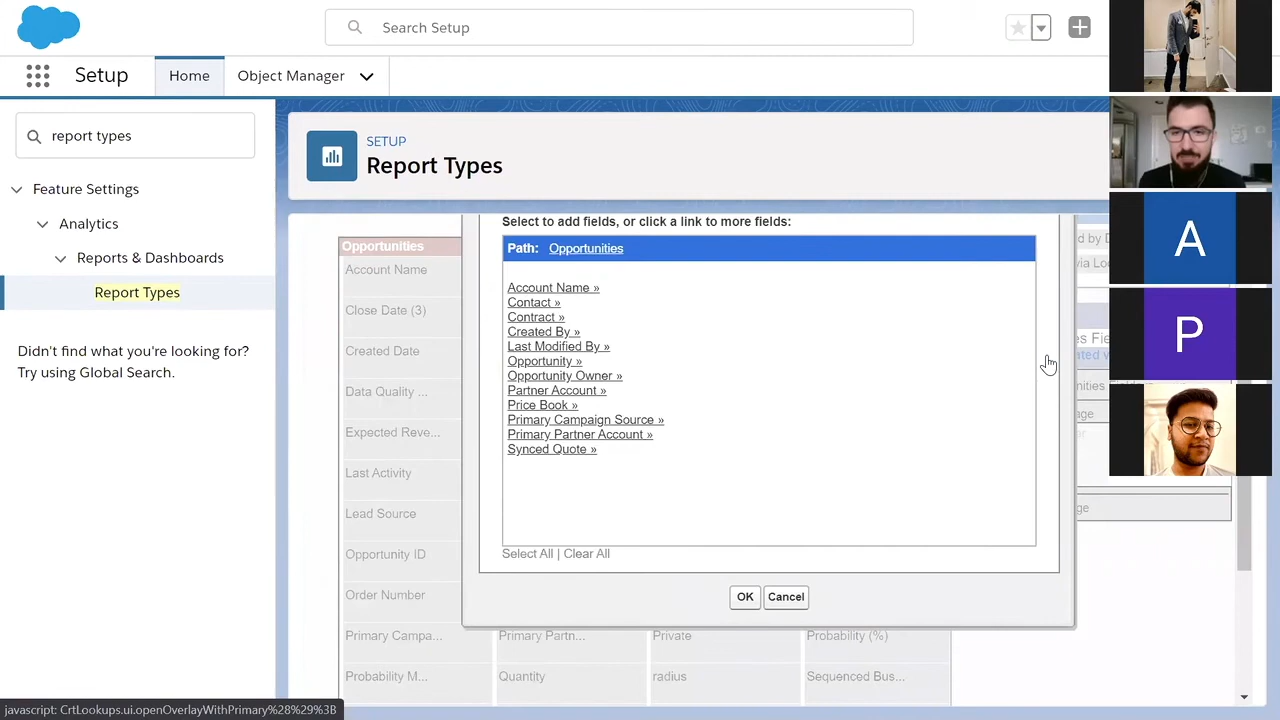 Search Setup
Setup
Home
Object Manager
report types
Feature Settings
Analytics
Reports & Dashboards
Report Types
Didn't find what you're looking for?
Try using Global Search.
SETUP
Report Types
Opportunities
Account Name
Close Date (3)
Created Date
Data Quality ...
Expected Reve...
Last Activity
Lead Source
Opportunity ID
Order Number
Primary Campa...
Primary Partn...
Private
Probability (%)
Probability M...
Quantity
radius
Sequenced Bus...
Select to add fields, or click a link to more fields:
Path: Opportunities
Account Name »
Contact »
Contract »
Created By »
Last Modified By »
Opportunity »
Opportunity Owner »
Partner Account »
Price Book »
Primary Campaign Source »
Primary Partner Account »
Synced Quote »
Select All | Clear All
OK
Cancel
A
P
javascript: CrtLookups.ui.openOverlayWithPrimary%28%29%3B